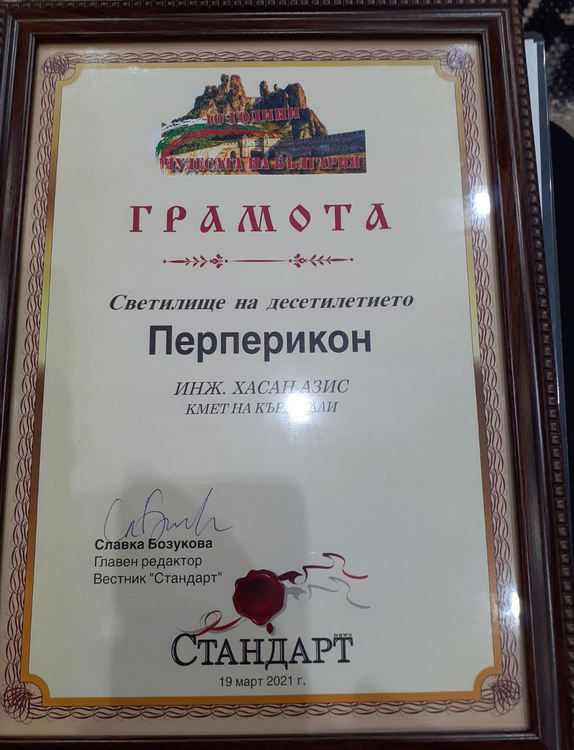 10 ГОДИНИ
ЧУДЕСАТА НА БЪЛГАРИЯ
ГРАМОТА
Светилище на десетилетието
Перперикон
ИНЖ. ХАСАН АЗИС
КМЕТ НА КЪРДЖАЛИ
Славка Бозукова
Главен редактор
Вестник "Стандарт"
СТАНДАРТ NEWS
19 март 2021 г.